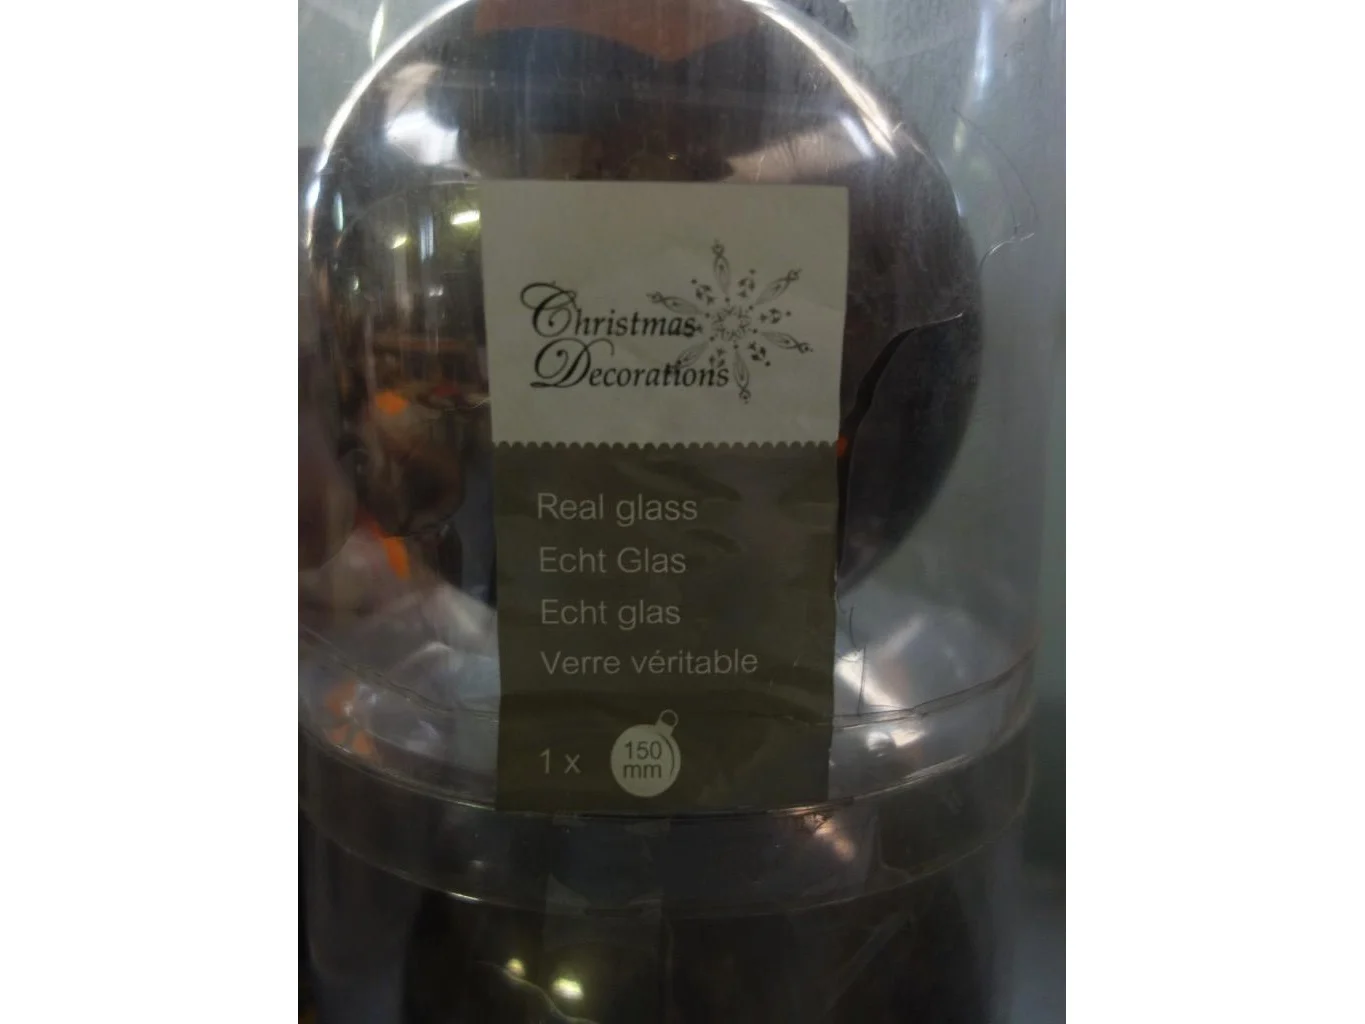 Christmas
Decorations
Real glass
Echt Glas
Echt glas
Verre véritable
1 x
150
mm